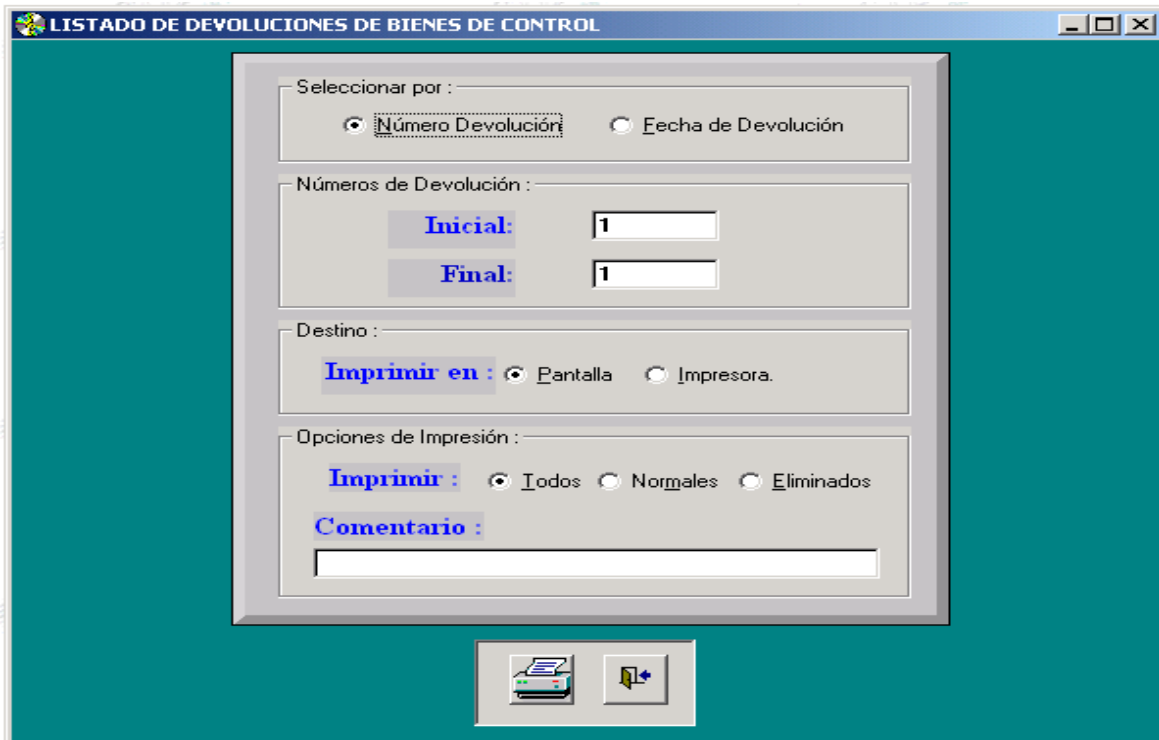 LISTADO DE DEVOLUCIONES DE BIENES DE CONTROL
Seleccionar por :
Número Devolución Fecha de Devolución
Números de Devolución :
Inicial: 1
Final: 1
Destino :
Imprimir en : Pantalla Impresora.
Opciones de Impresión :
Imprimir : Todos Normales Eliminados
Comentario :